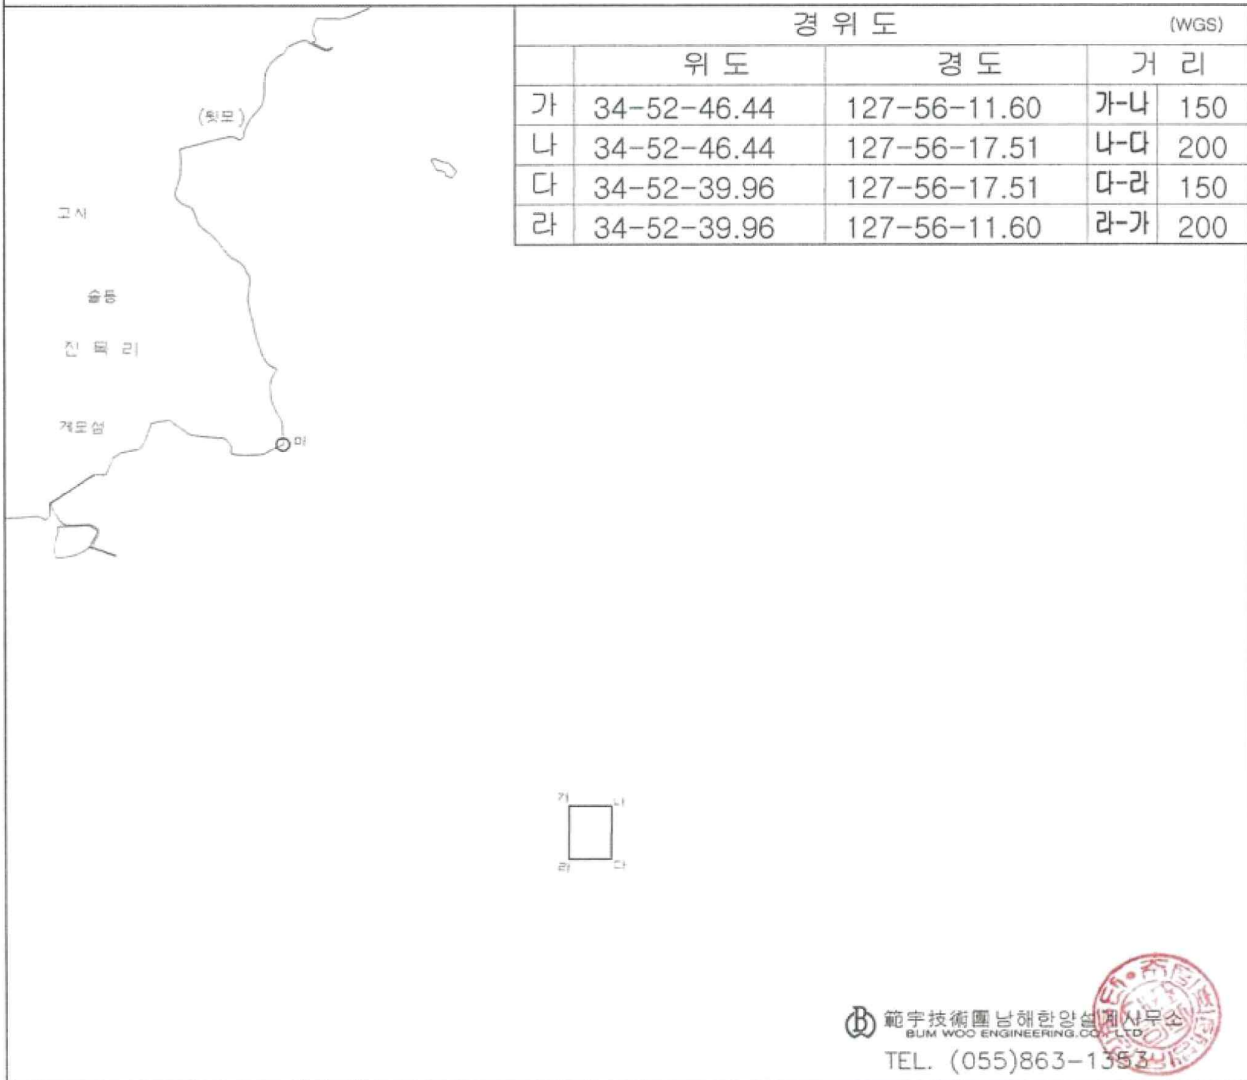 경 위 도 (WGS)
위 도 경 도 거 리
가 34-52-46.44 127-56-11.60 가-나 150
나 34-52-46.44 127-56-17.51 나-다 200
다 34-52-39.96 127-56-17.51 다-라 150
라 34-52-39.96 127-56-11.60 라-가 200
고사
술등
진 목 리
계모섬
미
가 나
라 다
範宇技術團 남해한양설계사무소
BUM WOO ENGINEERING.CO., LTD.
TEL. (055)863-1353